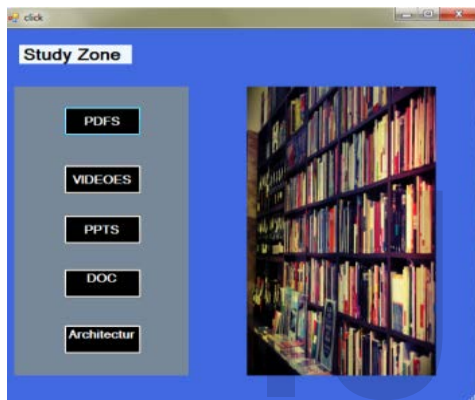 click
Study Zone
PDFS
VIDEOES
PPTS
DOC
Architectur